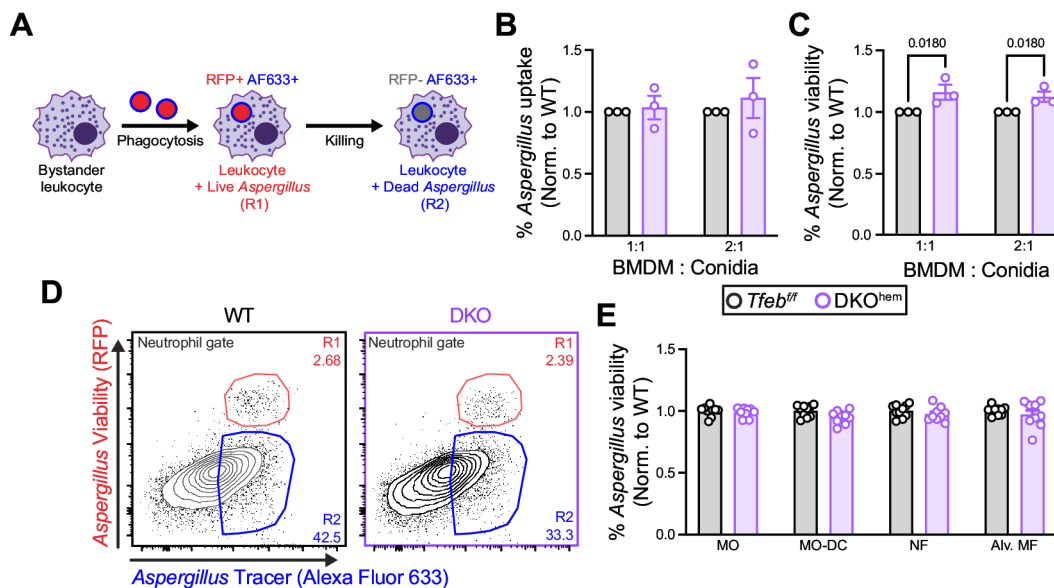 A
RFP+ AF633+
RFP- AF633+
Phagocytosis
Killing
Bystander
leukocyte
Leukocyte
+ Live Aspergillus
(R1)
Leukocyte
+ Dead Aspergillus
(R2)
B
% Aspergillus uptake
(Norm. to WT)
1.5
1.0
0.5
0.0
1:1
2:1
BMDM : Conidia
C
% Aspergillus viability
(Norm. to WT)
1.5
1.0
0.5
0.0
0.0180
0.0180
1:1
2:1
BMDM : Conidia
Tfeb f/f
DKO hem
D
WT
DKO
Aspergillus Viability (RFP)
Neutrophil gate
R1
2.68
R2
42.5
Neutrophil gate
R1
2.39
R2
33.3
Aspergillus Tracer (Alexa Fluor 633)
E
% Aspergillus viability
(Norm. to WT)
1.5
1.0
0.5
0.0
MO
MO-DC
NF
Alv. MF